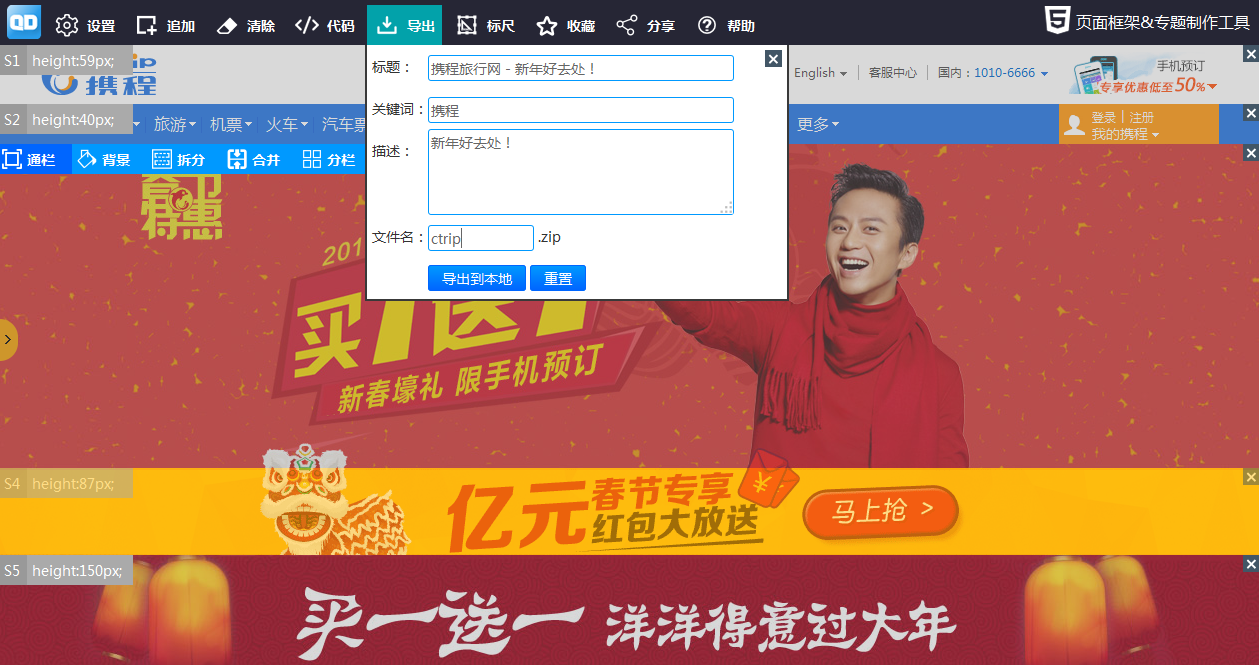 QD 设置 追加 清除 代码 导出 标尺 收藏 分享 帮助 页面框架&专题制作工具
S1 height:59px;
ip
携程
标题：
携程旅行网 - 新年好去处！
English 客服中心 国内：1010-6666
手机预订
专享优惠低至50%
关键词：
携程
S2 height:40px;
旅游 机票 火车 汽车票
更多
登录 | 注册
我的携程
描述：
新年好去处！
通栏 背景 拆分 合并 分栏
得惠
文件名：
ctrip .zip
201
导出到本地 重置
买1送1
新春壕礼 限手机预订
S4 height:87px;
亿元
春节专享
红包大放送
¥
马上抢 >
S5 height:150px;
买一送一 洋洋得意过大年